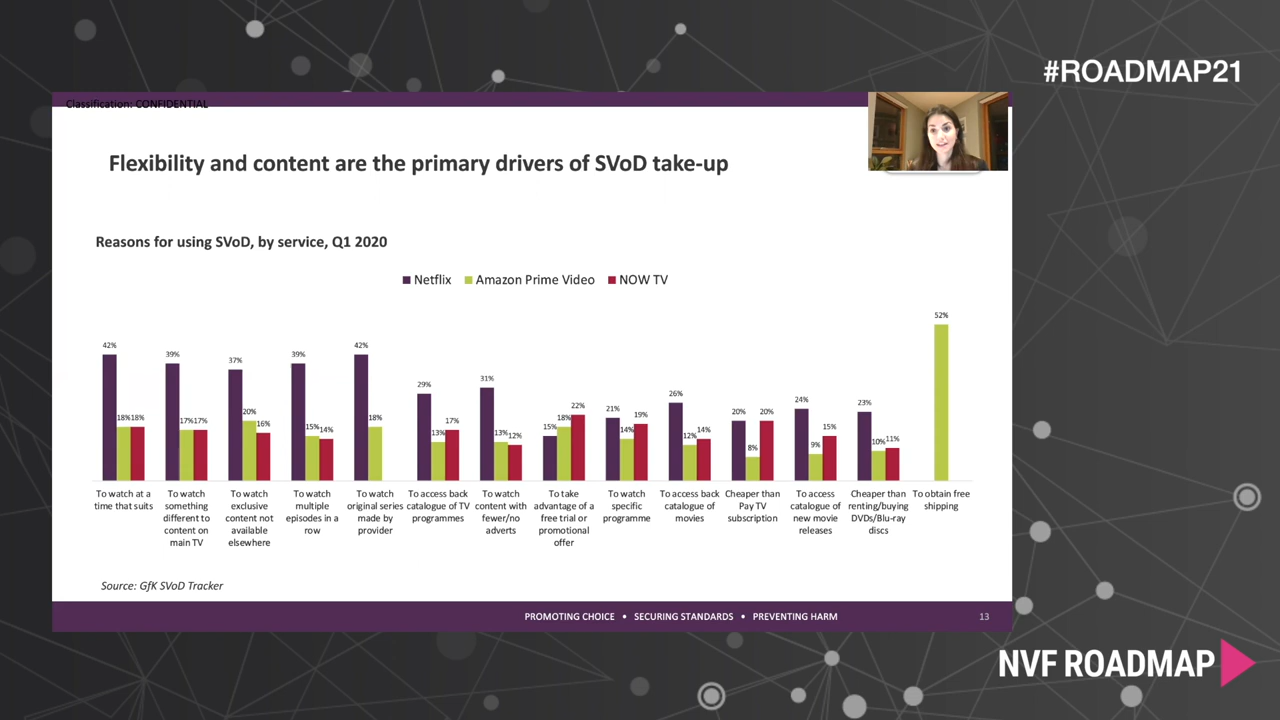 #ROADMAP21
Classification: CONFIDENTIAL
Flexibility and content are the primary drivers of SVoD take-up
Reasons for using SVoD, by service, Q1 2020
Netflix Amazon Prime Video NOW TV
42% 18% 18%
39% 17% 17%
37% 20% 16%
39% 15% 14%
42% 18%
29% 13% 17%
31% 13% 12%
15% 18% 22%
21% 14% 19%
26% 12% 14%
20% 8% 20%
24% 9% 15%
23% 10% 11%
52%
To watch at a
time that suits
To watch
something
different to
content on
main TV
To watch
exclusive
content not
available
elsewhere
To watch
multiple
episodes in a
row
To watch
original series
made by
provider
To access back
catalogue of TV
programmes
To watch
content with
fewer/no
adverts
To take
advantage of a
free trial or
promotional
offer
To watch
specific
programme
To access back
catalogue of
movies
Cheaper than
Pay TV
subscription
To access
catalogue of
new movie
releases
Cheaper than
renting/buying
DVDs/Blu-ray
discs
To obtain free
shipping
Source: GfK SVoD Tracker
PROMOTING CHOICE • SECURING STANDARDS • PREVENTING HARM
13
NVF ROADMAP